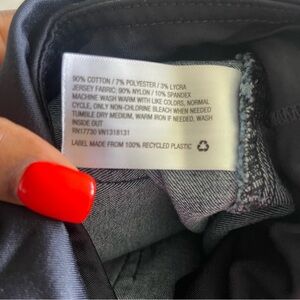 90% COTTON / 7% POLYESTER / 3% LYCRA
JERSEY FABRIC: 90% NYLON / 10% SPANDEX
MACHINE WASH WARM WITH LIKE COLORS, NORMAL
CYCLE, ONLY NON-CHLORINE BLEACH WHEN NEEDED
TUMBLE DRY MEDIUM, WARM IRON IF NEEDED, WASH
INSIDE OUT
RN17730 VN1318131
LABEL MADE FROM 100% RECYCLED PLASTIC